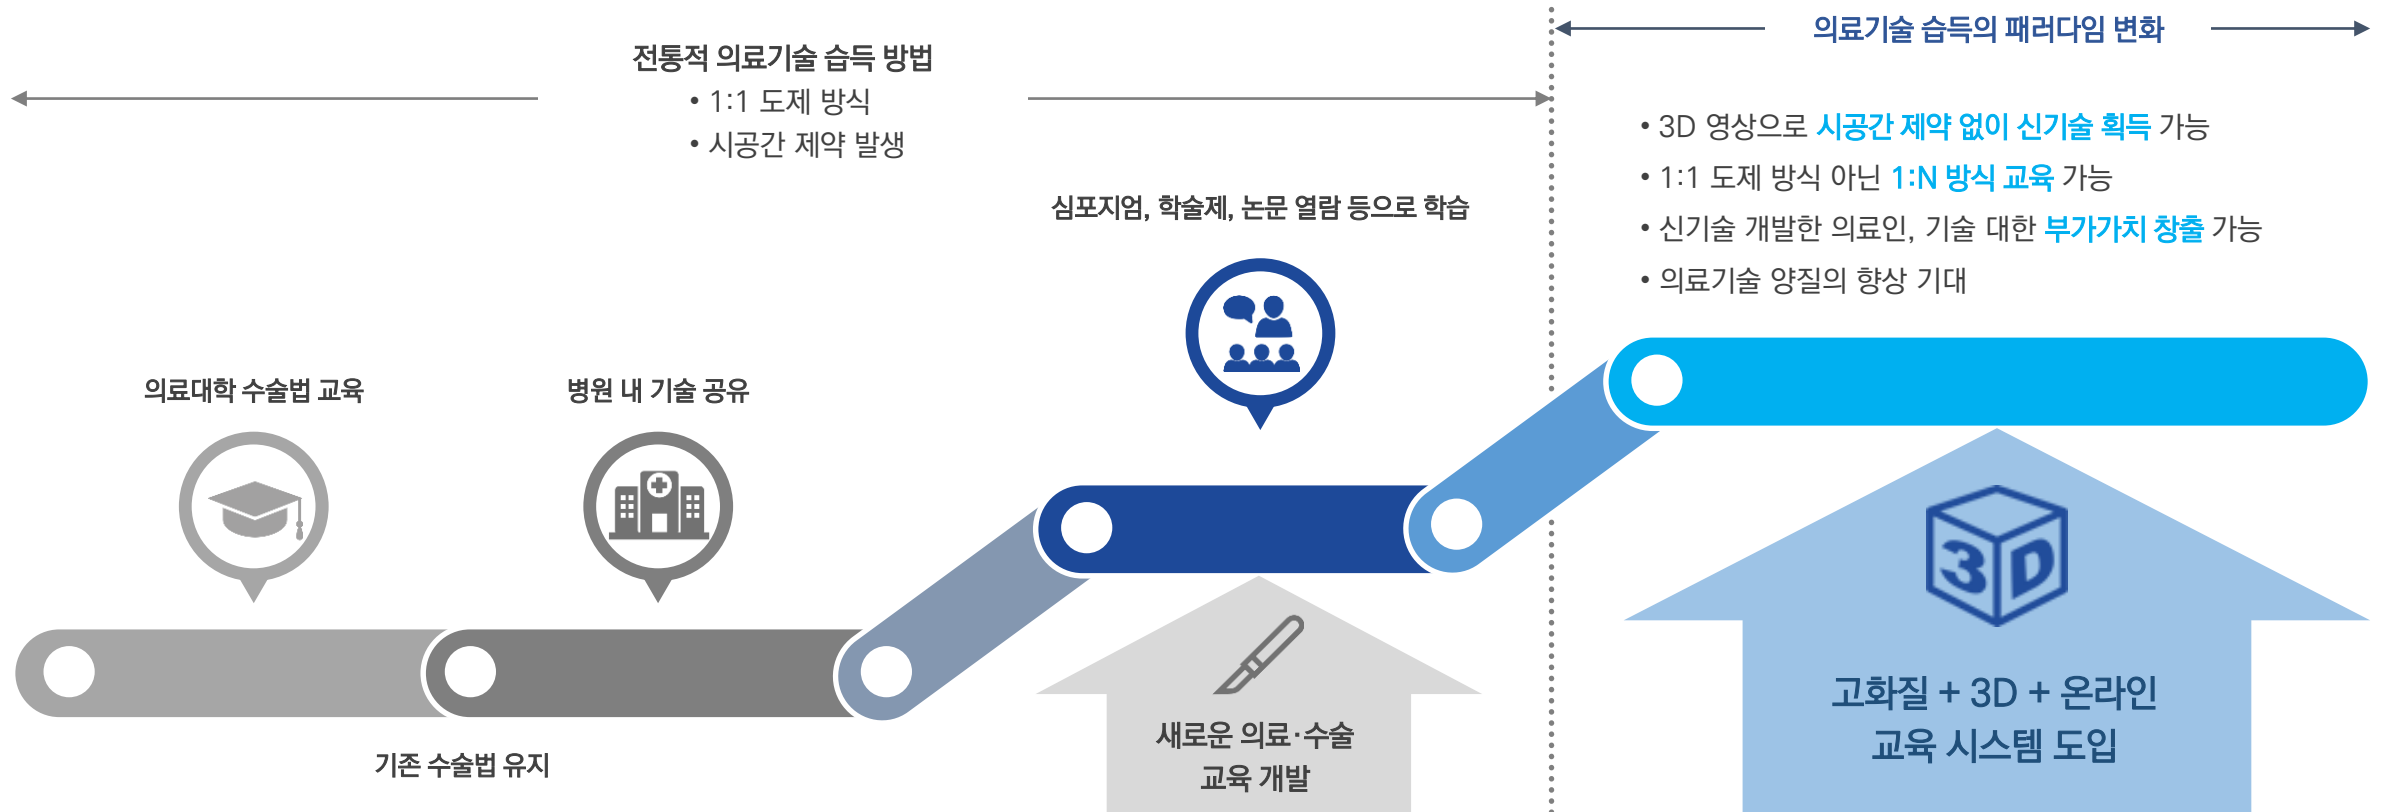 전통적 의료기술 습득 방법
• 1:1 도제 방식
• 시공간 제약 발생
의료기술 습득의 패러다임 변화
• 3D 영상으로 시공간 제약 없이 신기술 획득 가능
• 1:1 도제 방식 아닌 1:N 방식 교육 가능
• 신기술 개발한 의료인, 기술 대한 부가가치 창출 가능
• 의료기술 양질의 향상 기대
심포지엄, 학술제, 논문 열람 등으로 학습
의료대학 수술법 교육
병원 내 기술 공유
기존 수술법 유지
새로운 의료·수술
교육 개발
3D
고화질 + 3D + 온라인
교육 시스템 도입